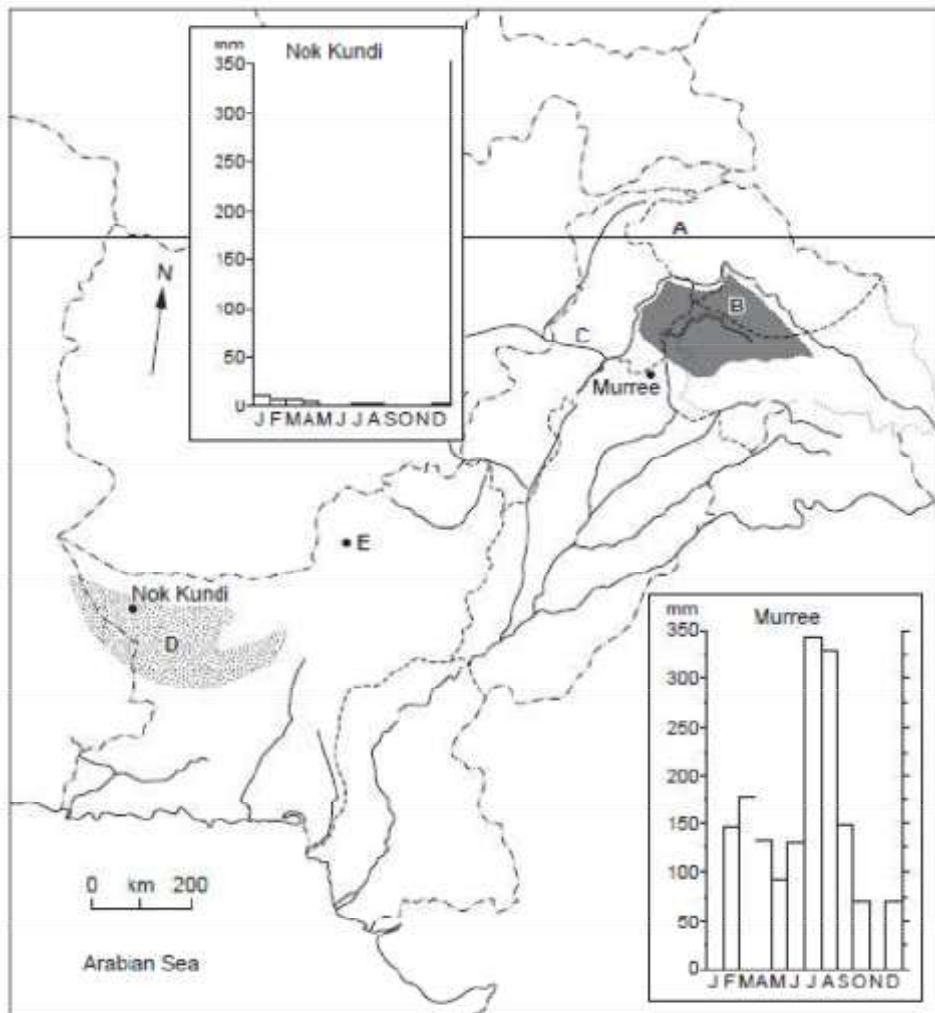 mm Nok Kundi
350
300
250
200
150
100
50
0
J F M A M J J A S O N D
N
A
B
C
Murree
E
Nok Kundi
D
mm Murree
350
300
250
200
150
100
50
0
J F M A M J J A S O N D
0 km 200
Arabian Sea